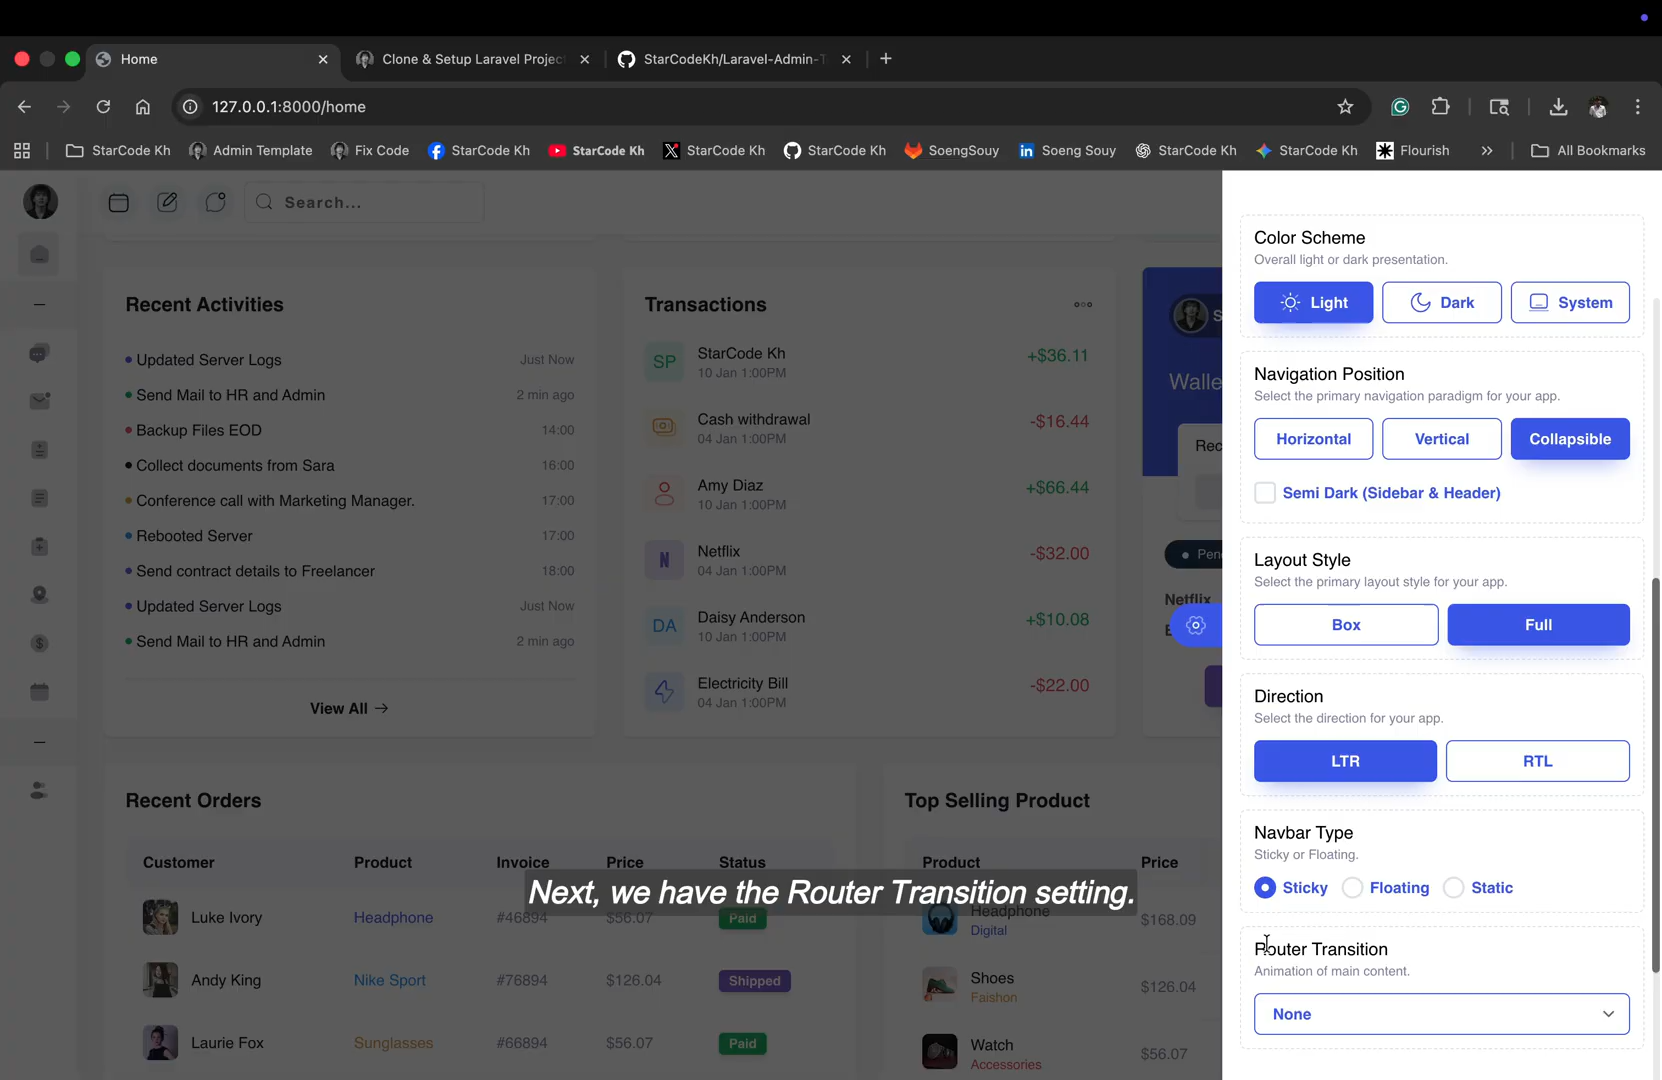 Home
Clone & Setup Laravel Projec
StarCodeKh/Laravel-Admin-T
127.0.0.1:8000/home
StarCode Kh
Admin Template
Fix Code
StarCode Kh
StarCode Kh
StarCode Kh
StarCode Kh
SoengSouy
Soeng Souy
StarCode Kh
StarCode Kh
Flourish
All Bookmarks
Search...
Recent Activities
Updated Server Logs Just Now
Send Mail to HR and Admin 2 min ago
Backup Files EOD 14:00
Collect documents from Sara 16:00
Conference call with Marketing Manager. 17:00
Rebooted Server 17:00
Send contract details to Freelancer 18:00
Updated Server Logs Just Now
Send Mail to HR and Admin 2 min ago
View All
Transactions
SP StarCode Kh +$36.11
10 Jan 1:00PM
Cash withdrawal -$16.44
04 Jan 1:00PM
Amy Diaz +$66.44
10 Jan 1:00PM
N Netflix -$32.00
04 Jan 1:00PM
DA Daisy Anderson +$10.08
10 Jan 1:00PM
Electricity Bill -$22.00
04 Jan 1:00PM
S
Walle
Rec
Pen
Netflix
Recent Orders
Customer Product Invoice Price Status
Luke Ivory Headphone #46894 $56.07 Paid
Andy King Nike Sport #76894 $126.04 Shipped
Laurie Fox Sunglasses #66894 $56.07 Paid
Top Selling Product
Product Price
Headphone $168.09
Digital
Shoes $126.04
Faishon
Watch $56.07
Accessories
Next, we have the Router Transition setting.
Color Scheme
Overall light or dark presentation.
Light Dark System
Navigation Position
Select the primary navigation paradigm for your app.
Horizontal Vertical Collapsible
Semi Dark (Sidebar & Header)
Layout Style
Select the primary layout style for your app.
Box Full
Direction
Select the direction for your app.
LTR RTL
Navbar Type
Sticky or Floating.
Sticky Floating Static
Router Transition
Animation of main content.
None